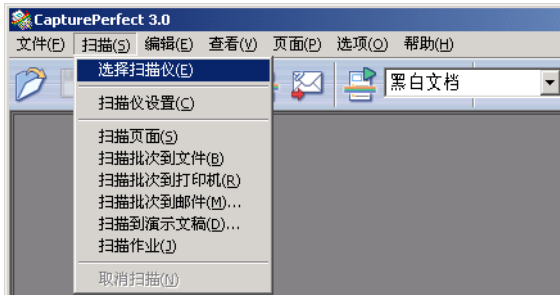 CapturePerfect 3.0
文件(F) 扫描(S) 编辑(E) 查看(V) 页面(P) 选项(O) 帮助(H)
选择扫描仪(E)
黑白文档
扫描仪设置(C)
扫描页面(S)
扫描批次到文件(B)
扫描批次到打印机(R)
扫描批次到邮件(M)...
扫描到演示文稿(D)...
扫描作业(J)
取消扫描(N)